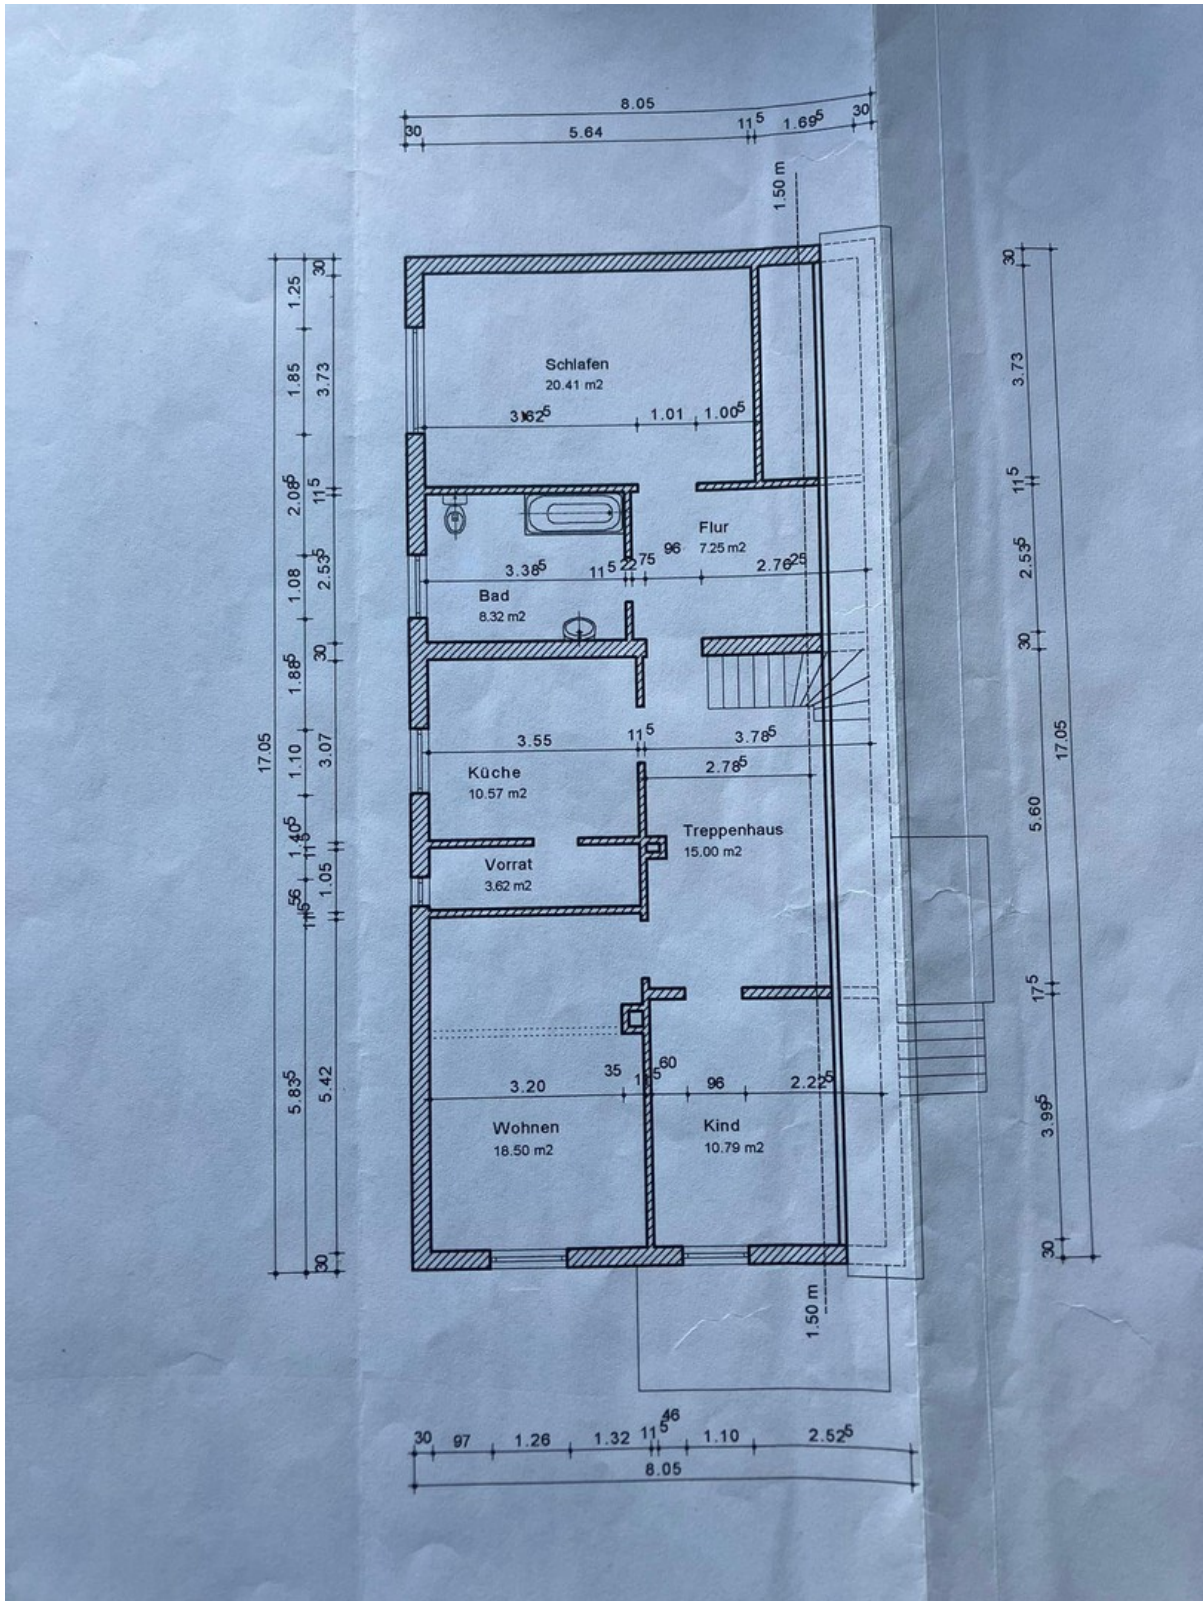 8.05
30 5.64 11⁵ 1.69⁵ 30
1.50 m
30
1.25
1.85
3.73
2.08⁵
11⁵
1.08
2.53⁵
1.88⁵
30
17.05
1.10
3.07
1.40⁵
11⁵
56
1.05
11⁵
5.83⁵
5.42
30
Schlafen
20.41 m2
3.62⁵ 1.01 1.00⁵
Flur
7.25 m2
3.38⁵ 11⁵ 22 75 96 2.76²⁵
Bad
8.32 m2
3.55 11⁵ 3.78⁵
2.78⁵
Küche
10.57 m2
Treppenhaus
15.00 m2
Vorrat
3.62 m2
3.20 35 11⁵ 60 96 2.22⁵
Wohnen
18.50 m2
Kind
10.79 m2
30
3.73
11⁵
2.53⁵
30
17.05
5.60
17⁵
3.99⁵
30
1.50 m
30 97 1.26 1.32 11⁵ 46 1.10 2.52⁵
8.05